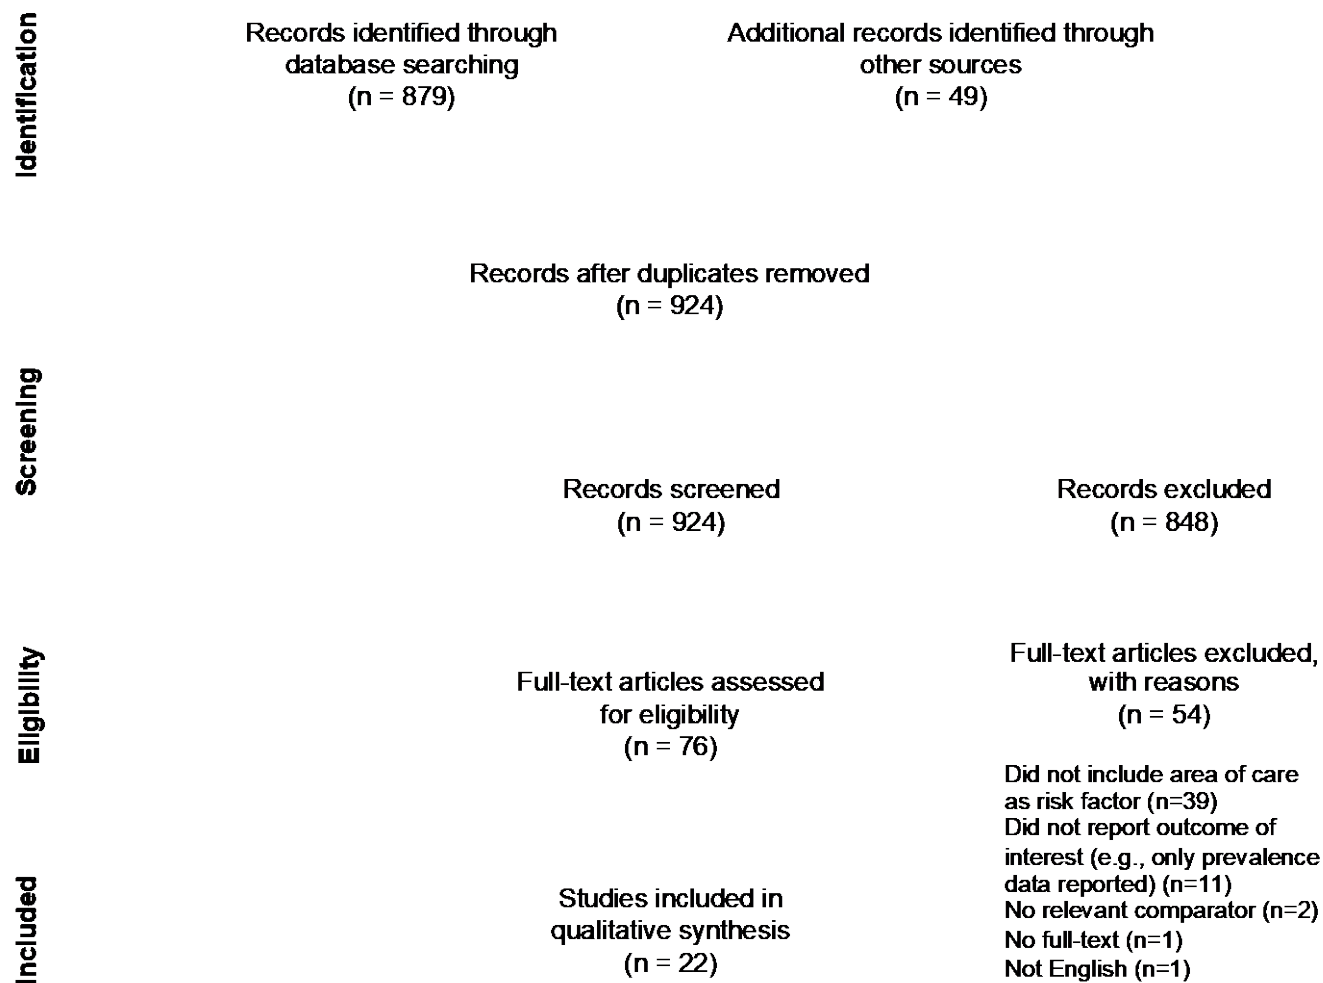 Identification
Records identified through
database searching
(n = 879)
Additional records identified through
other sources
(n = 49)
Records after duplicates removed
(n = 924)
Screening
Records screened
(n = 924)
Records excluded
(n = 848)
Eligibility
Full-text articles assessed
for eligibility
(n = 76)
Full-text articles excluded,
with reasons
(n = 54)
Did not include area of care
as risk factor (n=39)
Did not report outcome of
interest (e.g., only prevalence
data reported) (n=11)
No relevant comparator (n=2)
No full-text (n=1)
Not English (n=1)
Included
Studies included in
qualitative synthesis
(n = 22)